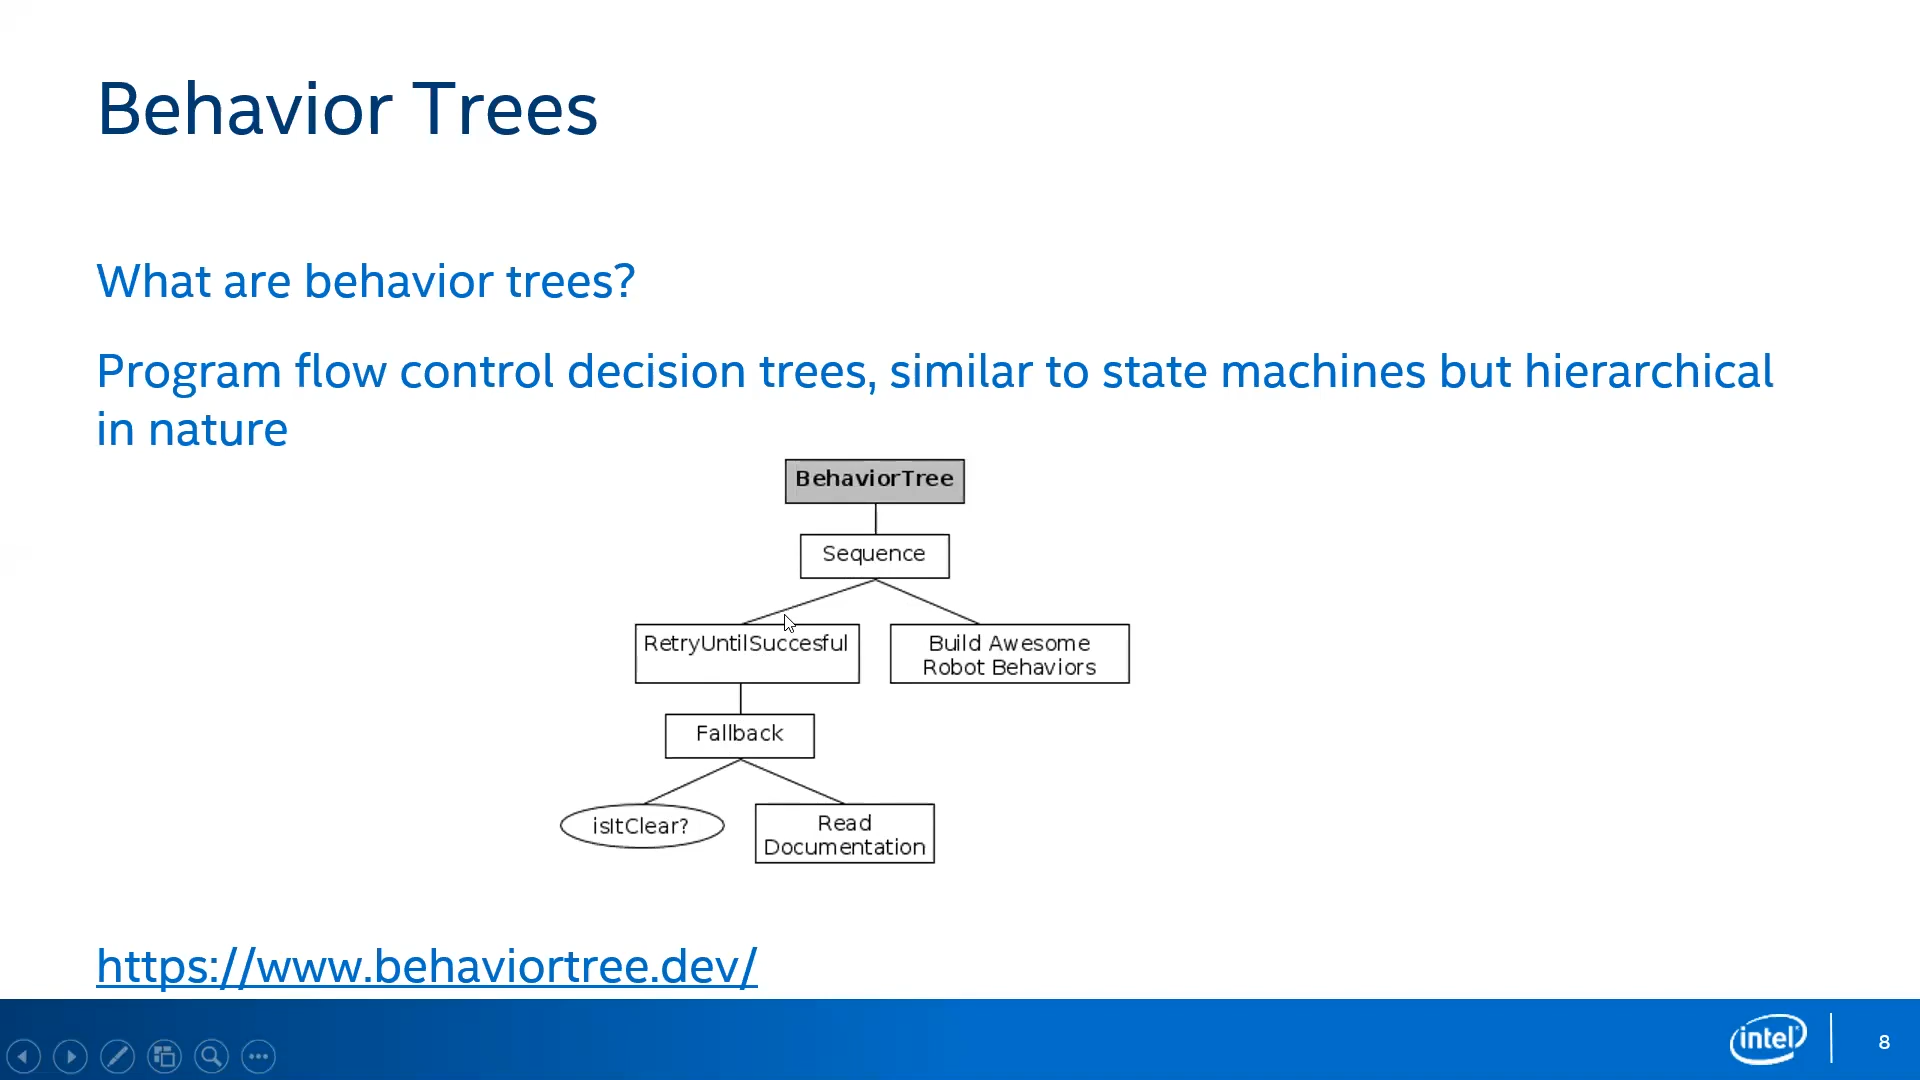 Behavior Trees
What are behavior trees?
Program flow control decision trees, similar to state machines but hierarchical
in nature
BehaviorTree
Sequence
RetryUntilSuccesful
Build Awesome
Robot Behaviors
Fallback
isItClear?
Read
Documentation
https://www.behaviortree.dev/
intel
8